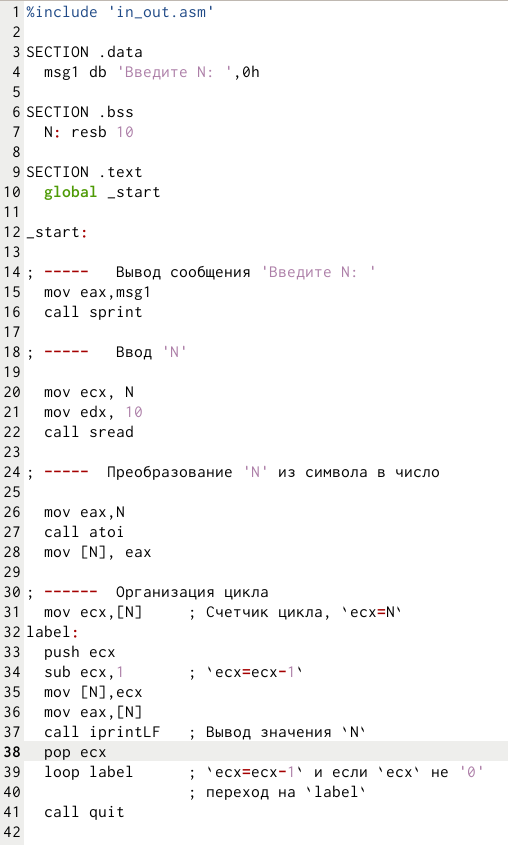 1 %include 'in_out.asm'
2
3 SECTION .data
4   msg1 db 'Введите N: ',0h
5
6 SECTION .bss
7   N: resb 10
8
9 SECTION .text
10   global _start
11
12 _start:
13
14 ; -----   Вывод сообщения 'Введите N: '
15   mov eax,msg1
16   call sprint
17
18 ; -----   Ввод 'N'
19
20   mov ecx, N
21   mov edx, 10
22   call sread
23
24 ; -----  Преобразование 'N' из символа в число
25
26   mov eax,N
27   call atoi
28   mov [N], eax
29
30 ; ------  Организация цикла
31   mov ecx,[N]     ; Счетчик цикла, `ecx=N`
32 label:
33   push ecx
34   sub ecx,1       ; `ecx=ecx-1`
35   mov [N],ecx
36   mov eax,[N]
37   call iprintLF   ; Вывод значения `N`
38   pop ecx
39   loop label      ; `ecx=ecx-1` и если `ecx` не '0'
40                   ; переход на `label`
41   call quit
42